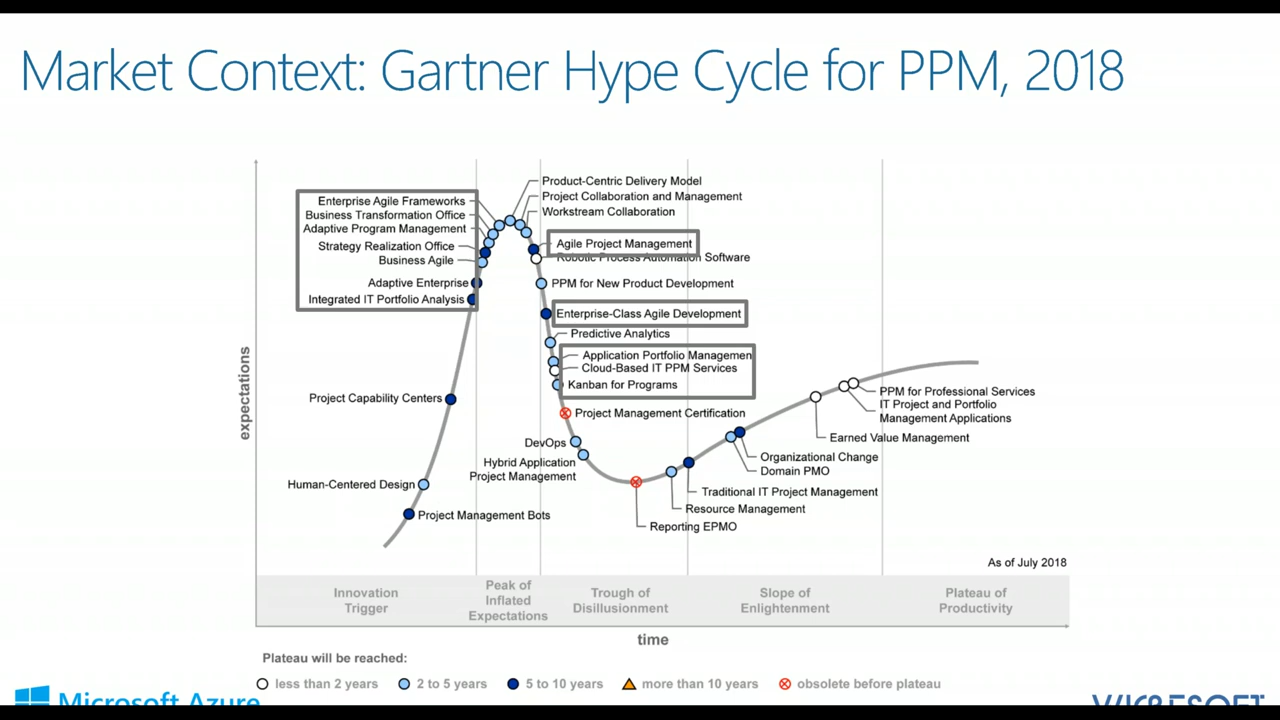 Market Context: Gartner Hype Cycle for PPM, 2018
Enterprise Agile Frameworks
Business Transformation Office
Adaptive Program Management
Strategy Realization Office
Business Agile
Adaptive Enterprise
Integrated IT Portfolio Analysis
Project Capability Centers
Human-Centered Design
Project Management Bots
Product-Centric Delivery Model
Project Collaboration and Management
Workstream Collaboration
Agile Project Management
Robotic Process Automation Software
PPM for New Product Development
Enterprise-Class Agile Development
Predictive Analytics
Application Portfolio Managemen
Cloud-Based IT PPM Services
Kanban for Programs
Project Management Certification
DevOps
Hybrid Application
Project Management
Reporting EPMO
Resource Management
Traditional IT Project Management
Domain PMO
Organizational Change
Earned Value Management
PPM for Professional Services
IT Project and Portfolio
Management Applications
expectations
As of July 2018
Innovation
Trigger
Peak of
Inflated
Expectations
Trough of
Disillusionment
Slope of
Enlightenment
Plateau of
Productivity
time
Plateau will be reached:
less than 2 years
2 to 5 years
5 to 10 years
more than 10 years
obsolete before plateau
Microsoft Azure